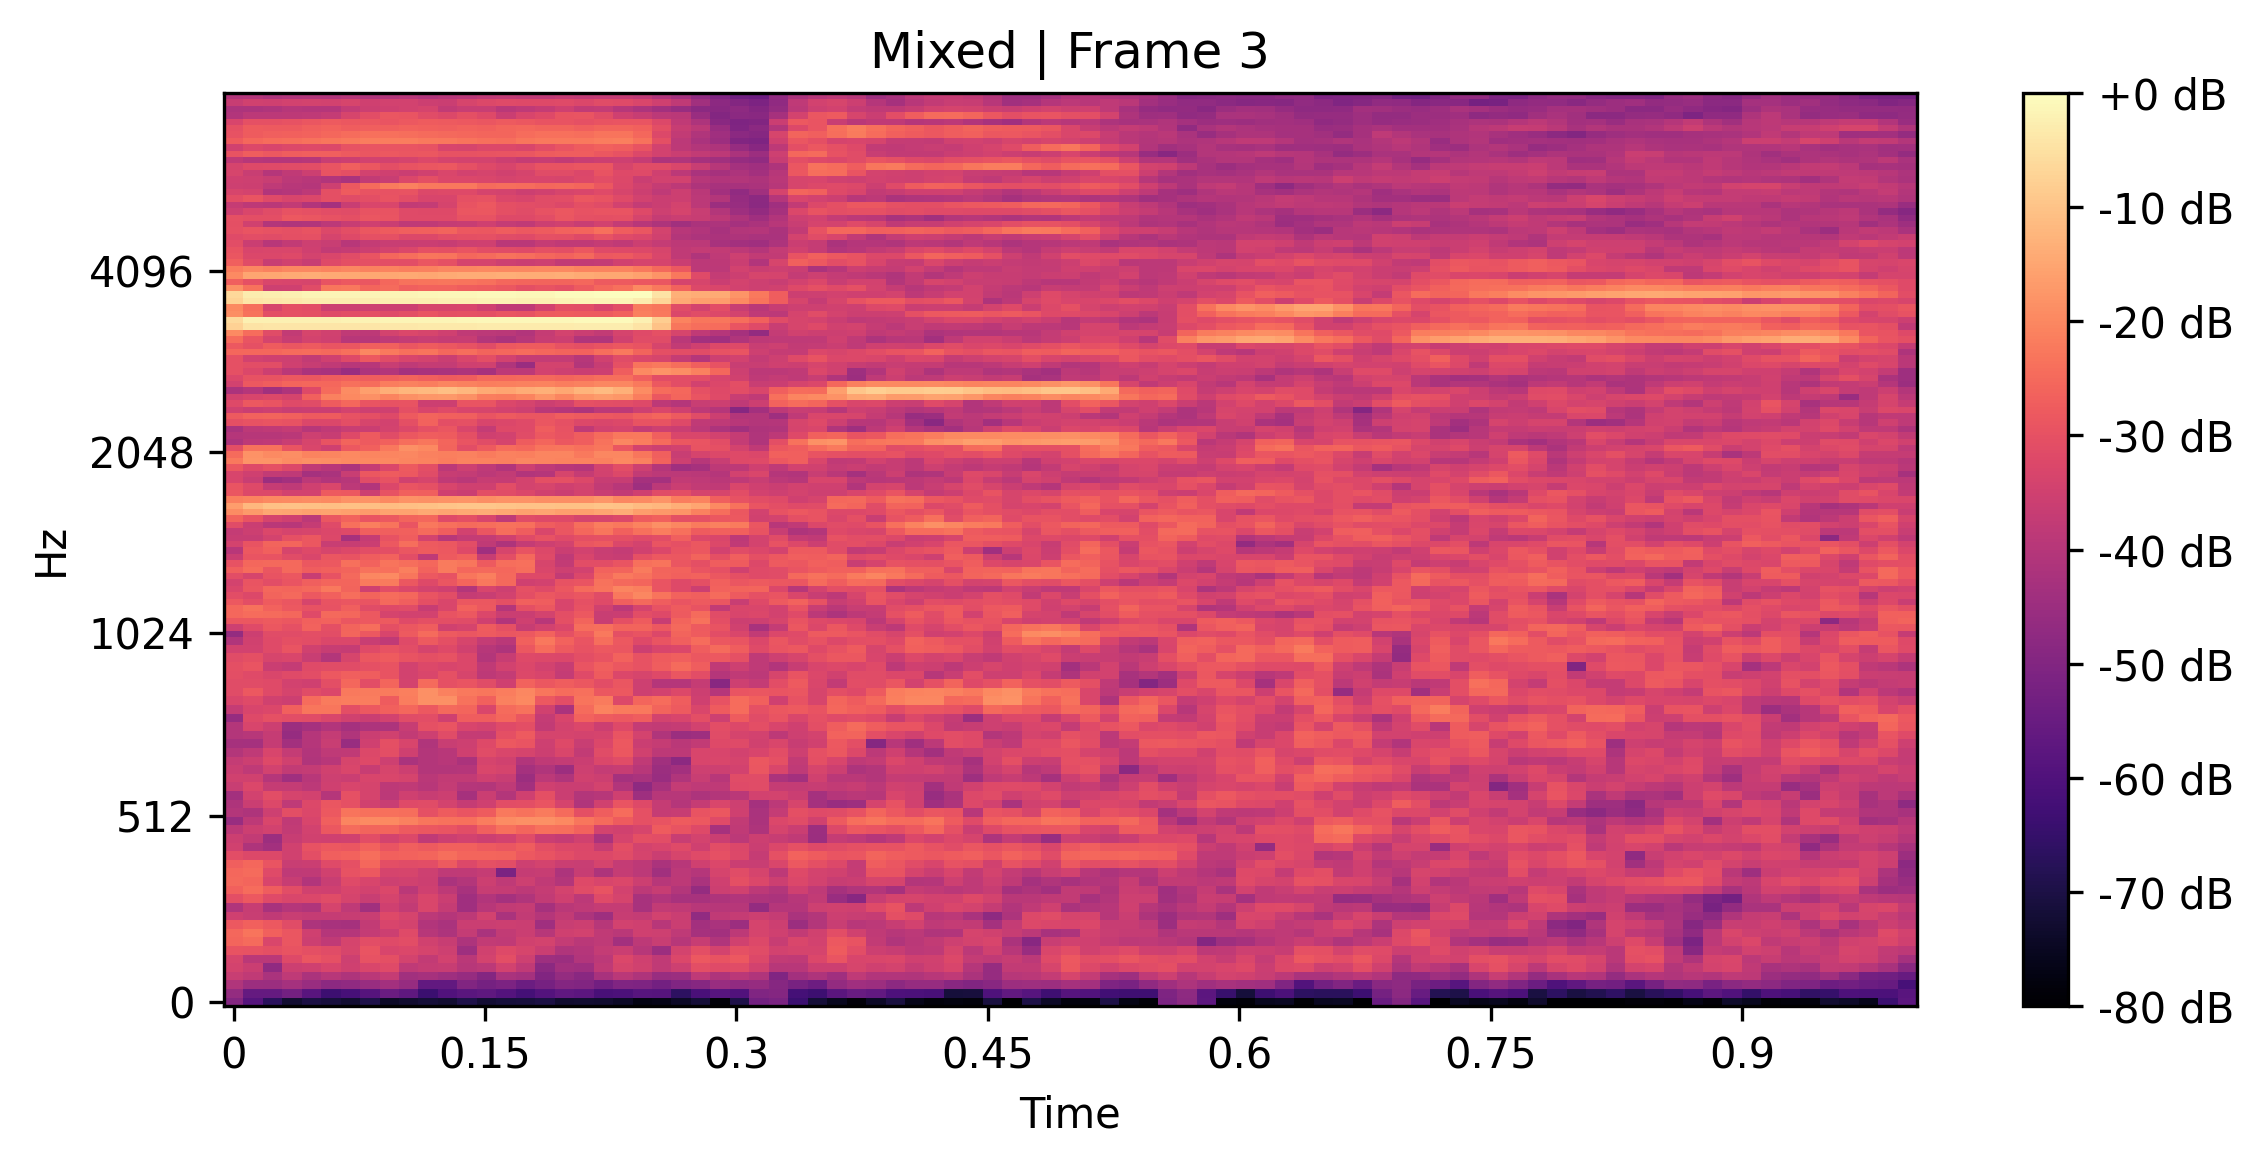 Mixed | Frame 3
Hz
4096
2048
1024
512
0
0 0.15 0.3 0.45 0.6 0.75 0.9
Time
+0 dB
-10 dB
-20 dB
-30 dB
-40 dB
-50 dB
-60 dB
-70 dB
-80 dB